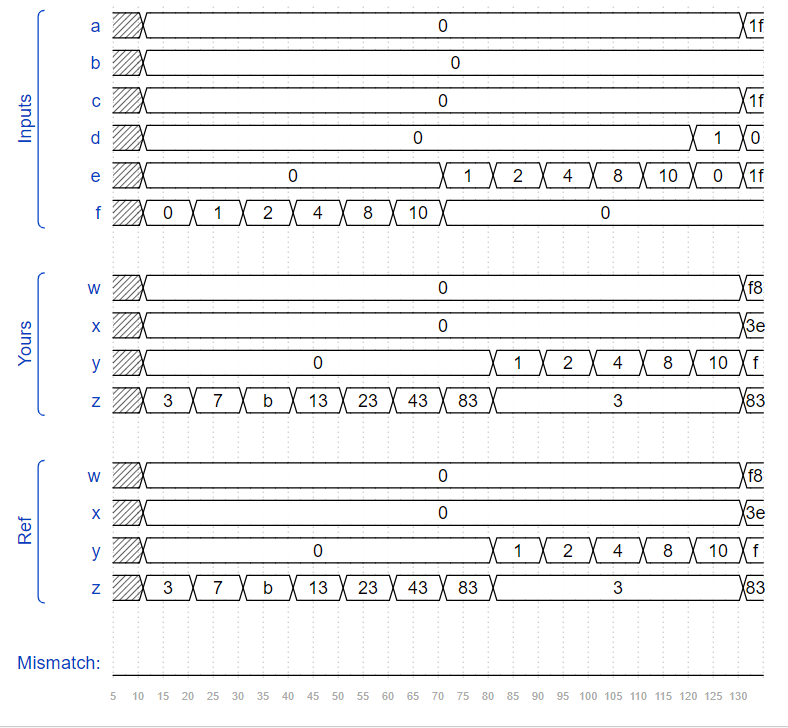 Inputs
a 0 1f
b 0
c 0 1f
d 0 1 0
e 0 1 2 4 8 10 0 1f
f 0 1 2 4 8 10 0
Yours
w 0 f8
x 0 3e
y 0 1 2 4 8 10 f
z 3 7 b 13 23 43 83 3 83
Ref
w 0 f8
x 0 3e
y 0 1 2 4 8 10 f
z 3 7 b 13 23 43 83 3 83
Mismatch:
5 10 15 20 25 30 35 40 45 50 55 60 65 70 75 80 85 90 95 100 105 110 115 120 125 130